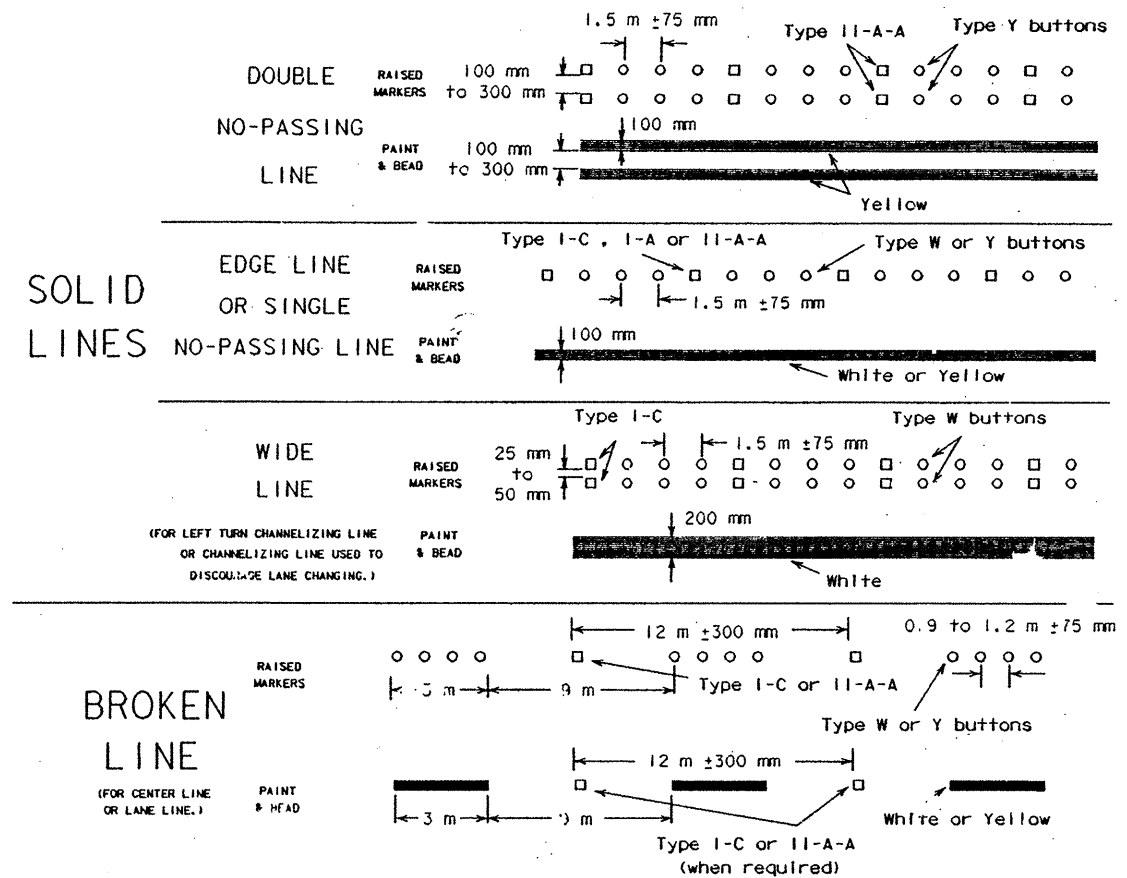 1.5 m ±75 mm
Type II-A-A
Type Y buttons
DOUBLE
NO-PASSING
LINE
RAISED
MARKERS
100 mm
to 300 mm
100 mm
PAINT
& BEAD
100 mm
to 300 mm
Yellow
SOLID
LINES
EDGE LINE
OR SINGLE
NO-PASSING LINE
Type I-C , I-A or II-A-A
Type W or Y buttons
RAISED
MARKERS
1.5 m ±75 mm
100 mm
PAINT
& BEAD
White or Yellow
WIDE
LINE
(FOR LEFT TURN CHANNELIZING LINE
OR CHANNELIZING LINE USED TO
DISCOURAGE LANE CHANGING.)
Type I-C
Type W buttons
1.5 m ±75 mm
RAISED
MARKERS
25 mm
to
50 mm
200 mm
PAINT
& BEAD
White
BROKEN
LINE
(FOR CENTER LINE
OR LANE LINE.)
12 m ±300 mm
0.9 to 1.2 m ±75 mm
RAISED
MARKERS
m
9 m
Type I-C or II-A-A
Type W or Y buttons
12 m ±300 mm
PAINT
& BEAD
3 m
9 m
White or Yellow
Type I-C or II-A-A
(when required)